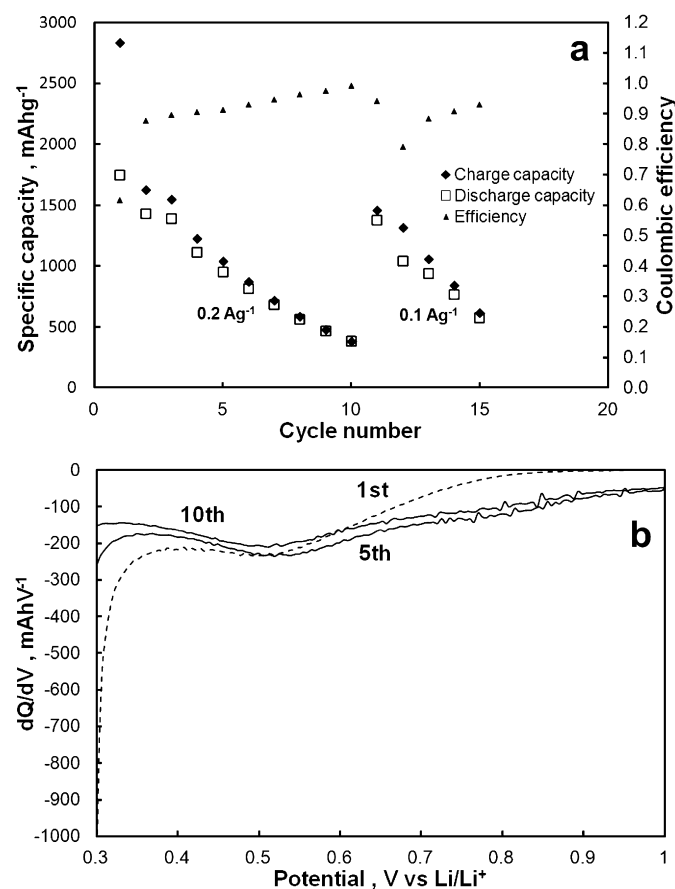 a
Specific capacity , mAhg⁻¹
3000
2500
2000
1500
1000
500
0
1.2
1.1
1.0
0.9
0.8
0.7
0.6
0.5
0.4
0.3
0.2
0.1
0.0
Coulombic efficiency
Charge capacity
Discharge capacity
Efficiency
0.2 Ag⁻¹
0.1 Ag⁻¹
0 5 10 15 20
Cycle number
b
dQ/dV , mAhV⁻¹
0
-100
-200
-300
-400
-500
-600
-700
-800
-900
-1000
1st
10th
5th
0.3 0.4 0.5 0.6 0.7 0.8 0.9 1
Potential , V vs Li/Li⁺